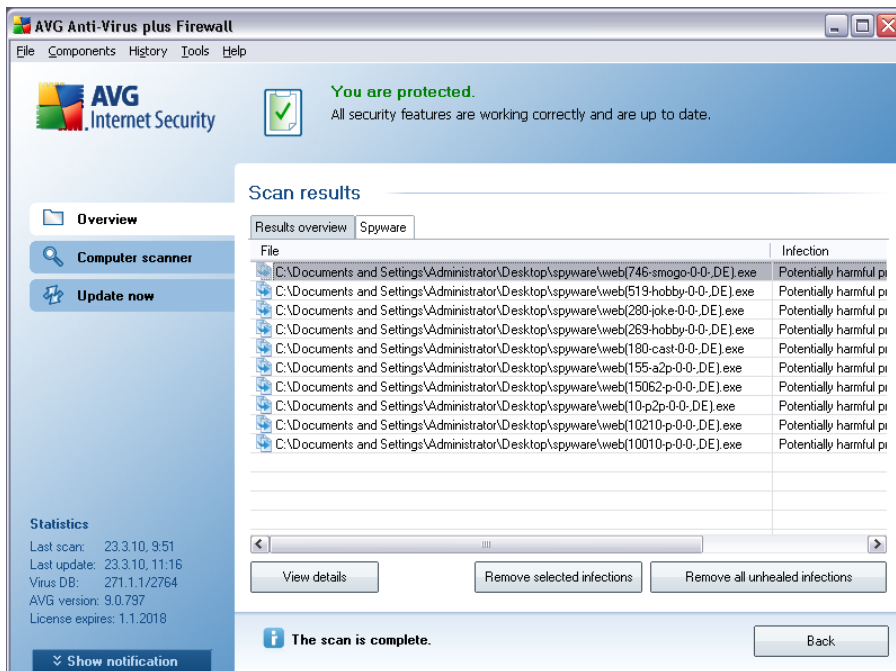 AVG Anti-Virus plus Firewall
File Components History Tools Help
AVG
Internet Security
You are protected.
All security features are working correctly and are up to date.
Overview
Computer scanner
Update now
Scan results
Results overview Spyware
File Infection
C:\Documents and Settings\Administrator\Desktop\spyware\web(746-smogo-0-0-,DE).exe Potentially harmful pr
C:\Documents and Settings\Administrator\Desktop\spyware\web(519-hobby-0-0-,DE).exe Potentially harmful pr
C:\Documents and Settings\Administrator\Desktop\spyware\web(280-joke-0-0-,DE).exe Potentially harmful pr
C:\Documents and Settings\Administrator\Desktop\spyware\web(269-hobby-0-0-,DE).exe Potentially harmful pr
C:\Documents and Settings\Administrator\Desktop\spyware\web(180-cast-0-0-,DE).exe Potentially harmful pr
C:\Documents and Settings\Administrator\Desktop\spyware\web(155-a2p-0-0-,DE).exe Potentially harmful pr
C:\Documents and Settings\Administrator\Desktop\spyware\web(15062-p-0-0-,DE).exe Potentially harmful pr
C:\Documents and Settings\Administrator\Desktop\spyware\web(10-p2p-0-0-,DE).exe Potentially harmful pr
C:\Documents and Settings\Administrator\Desktop\spyware\web(10210-p-0-0-,DE).exe Potentially harmful pr
C:\Documents and Settings\Administrator\Desktop\spyware\web(10010-p-0-0-,DE).exe Potentially harmful pr
View details Remove selected infections Remove all unhealed infections
Statistics
Last scan: 23.3.10, 9:51
Last update: 23.3.10, 11:16
Virus DB: 271.1.1/2764
AVG version: 9.0.797
License expires: 1.1.2018
Show notification
The scan is complete.
Back